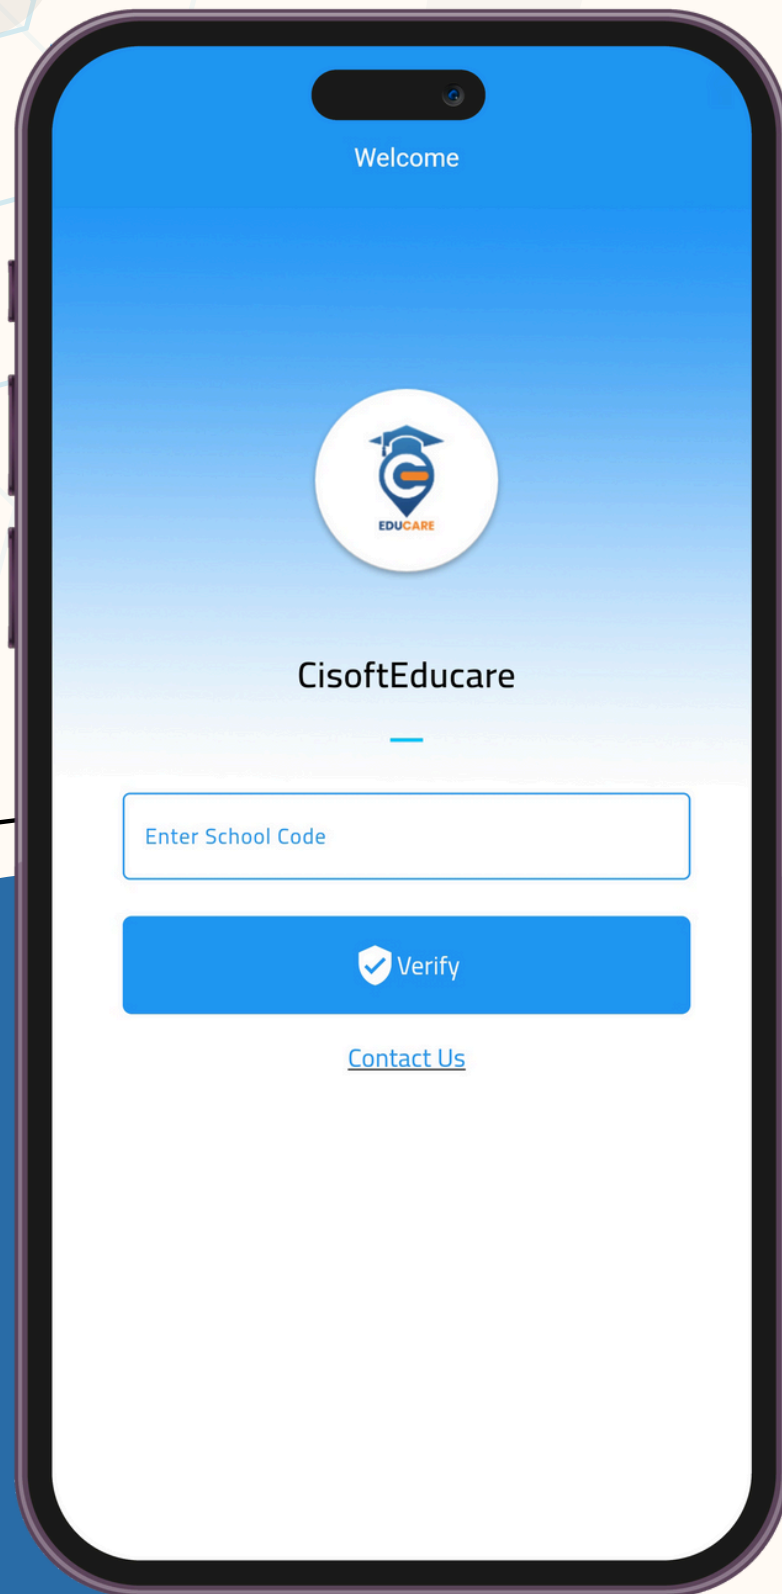 Welcome
EDUCARE
CisoftEducare
Enter School Code
Verify
Contact Us